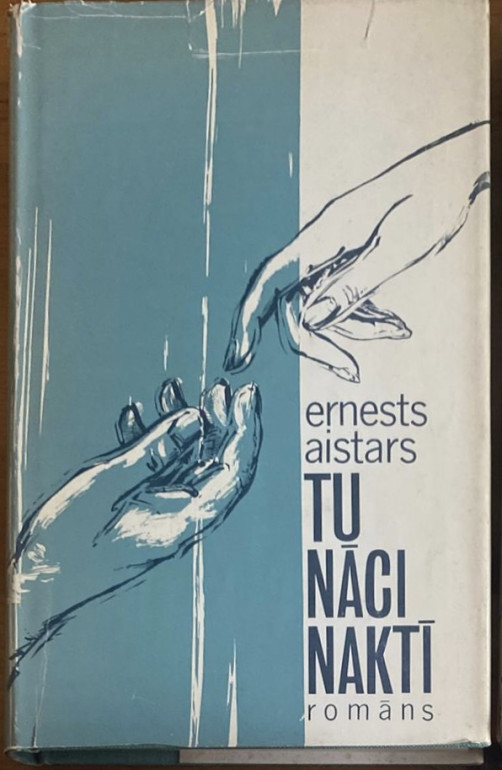 ernests
aistars
TU
NĀCI
NAKTĪ
romāns